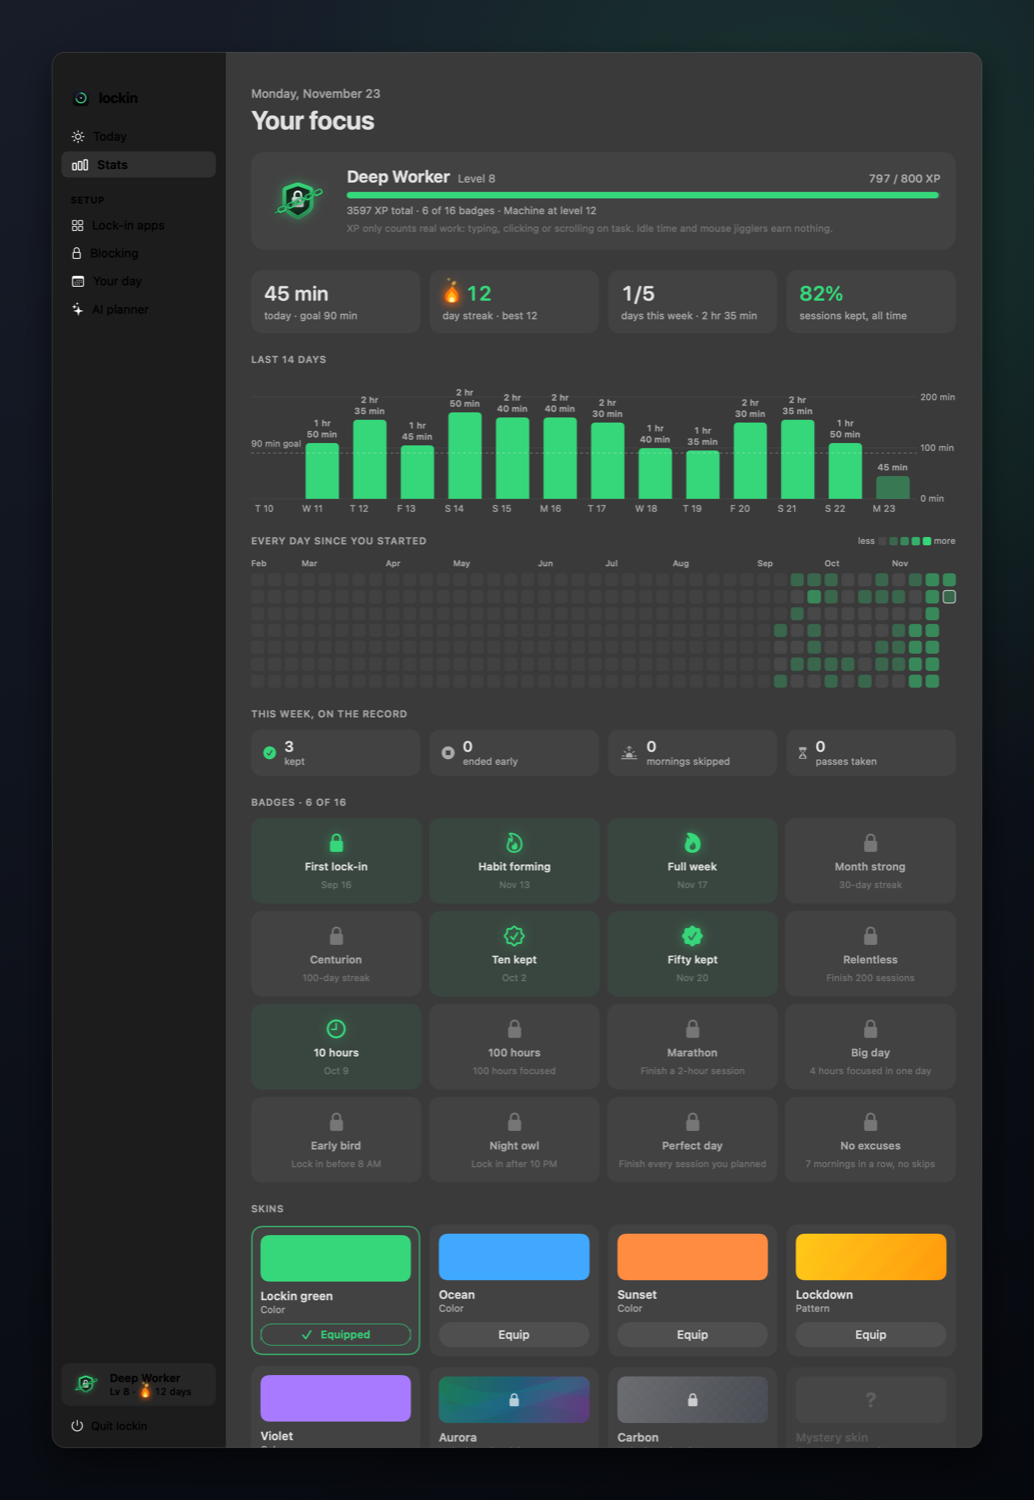 lockin
Today
Stats
SETUP
Lock-in apps
Blocking
Your day
AI planner
Deep Worker
Lv 8 · 12 days
Quit lockin
Monday, November 23
Your focus
Deep Worker Level 8
797 / 800 XP
3597 XP total · 6 of 16 badges · Machine at level 12
XP only counts real work: typing, clicking or scrolling on task. Idle time and mouse jigglers earn nothing.
45 min
today · goal 90 min
12
day streak · best 12
1/5
days this week · 2 hr 35 min
82%
sessions kept, all time
LAST 14 DAYS
200 min
100 min
0 min
90 min goal
1 hr
50 min
2 hr
35 min
1 hr
45 min
2 hr
50 min
2 hr
40 min
2 hr
40 min
2 hr
30 min
1 hr
40 min
1 hr
35 min
2 hr
30 min
2 hr
35 min
1 hr
50 min
45 min
T 10 W 11 T 12 F 13 S 14 S 15 M 16 T 17 W 18 T 19 F 20 S 21 S 22 M 23
EVERY DAY SINCE YOU STARTED
less more
Feb Mar Apr May Jun Jul Aug Sep Oct Nov
THIS WEEK, ON THE RECORD
3
kept
0
ended early
0
mornings skipped
0
passes taken
BADGES · 6 OF 16
First lock-in
Sep 16
Habit forming
Nov 13
Full week
Nov 17
Month strong
30-day streak
Centurion
100-day streak
Ten kept
Oct 2
Fifty kept
Nov 20
Relentless
Finish 200 sessions
10 hours
Oct 9
100 hours
100 hours focused
Marathon
Finish a 2-hour session
Big day
4 hours focused in one day
Early bird
Lock in before 8 AM
Night owl
Lock in after 10 PM
Perfect day
Finish every session you planned
No excuses
7 mornings in a row, no skips
SKINS
Lockin green
Color
Equipped
Ocean
Color
Equip
Sunset
Color
Equip
Lockdown
Pattern
Equip
Violet
Aurora
Carbon
?
Mystery skin